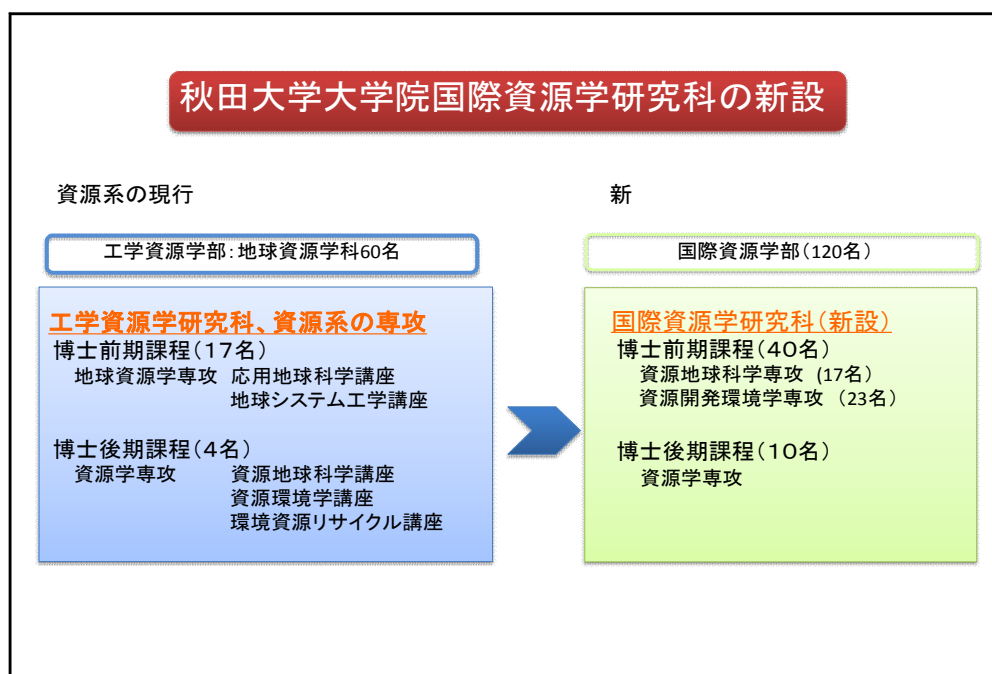 秋田大学大学院国際資源学研究科の新設
資源系の現行
工学資源学部:地球資源学科60名
工学資源学研究科、資源系の専攻
博士前期課程(17名)
地球資源学専攻 応用地球科学講座
地球システム工学講座
博士後期課程(4名)
資源学専攻 資源地球科学講座
資源環境学講座
環境資源リサイクル講座
新
国際資源学部(120名)
国際資源学研究科(新設)
博士前期課程(40名)
資源地球科学専攻 (17名)
資源開発環境学専攻 (23名)
博士後期課程(10名)
資源学専攻